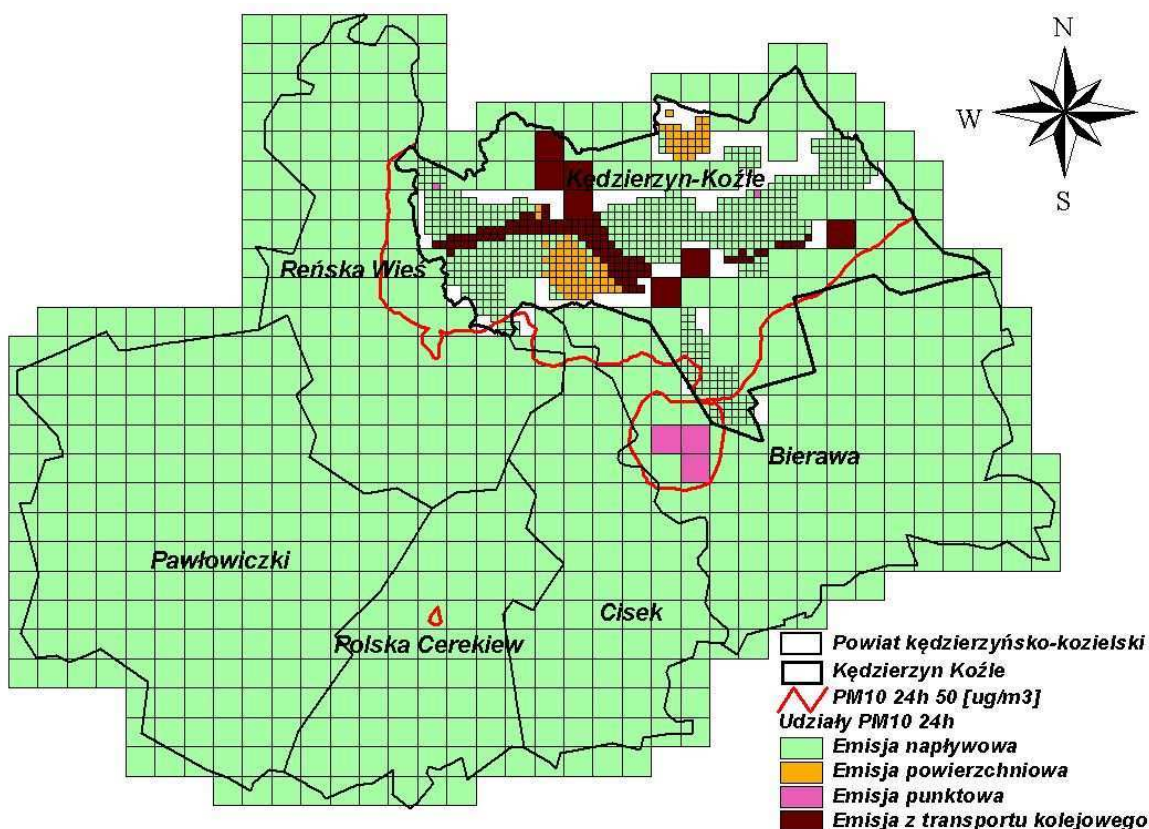 N
W
S
Kędzierzyn-Koźle
Reńska Wieś
Bierawa
Pawłowiczki
Cisek
Polska Cerekiew
Powiat kędzierzyńsko-kozielski
Kędzierzyn Koźle
PM10 24h 50 [ug/m3]
Udziały PM10 24h
Emisja napływowa
Emisja powierzchniowa
Emisja punktowa
Emisja z transportu kolejowego